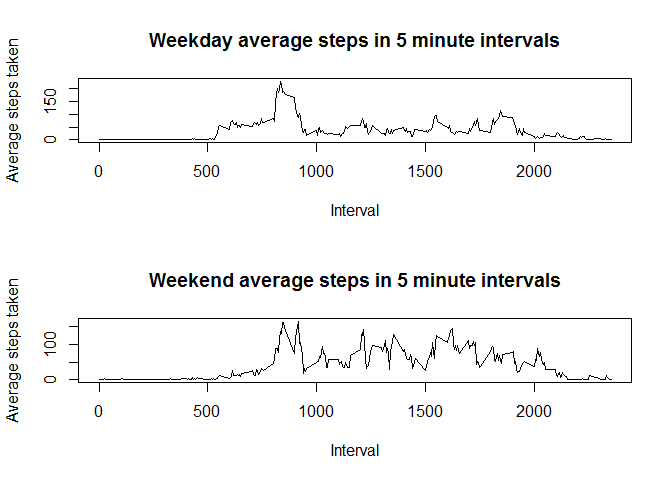 Weekday average steps in 5 minute intervals
Average steps taken
150
0
0 500 1000 1500 2000
Interval
Weekend average steps in 5 minute intervals
Average steps taken
100
0
0 500 1000 1500 2000
Interval